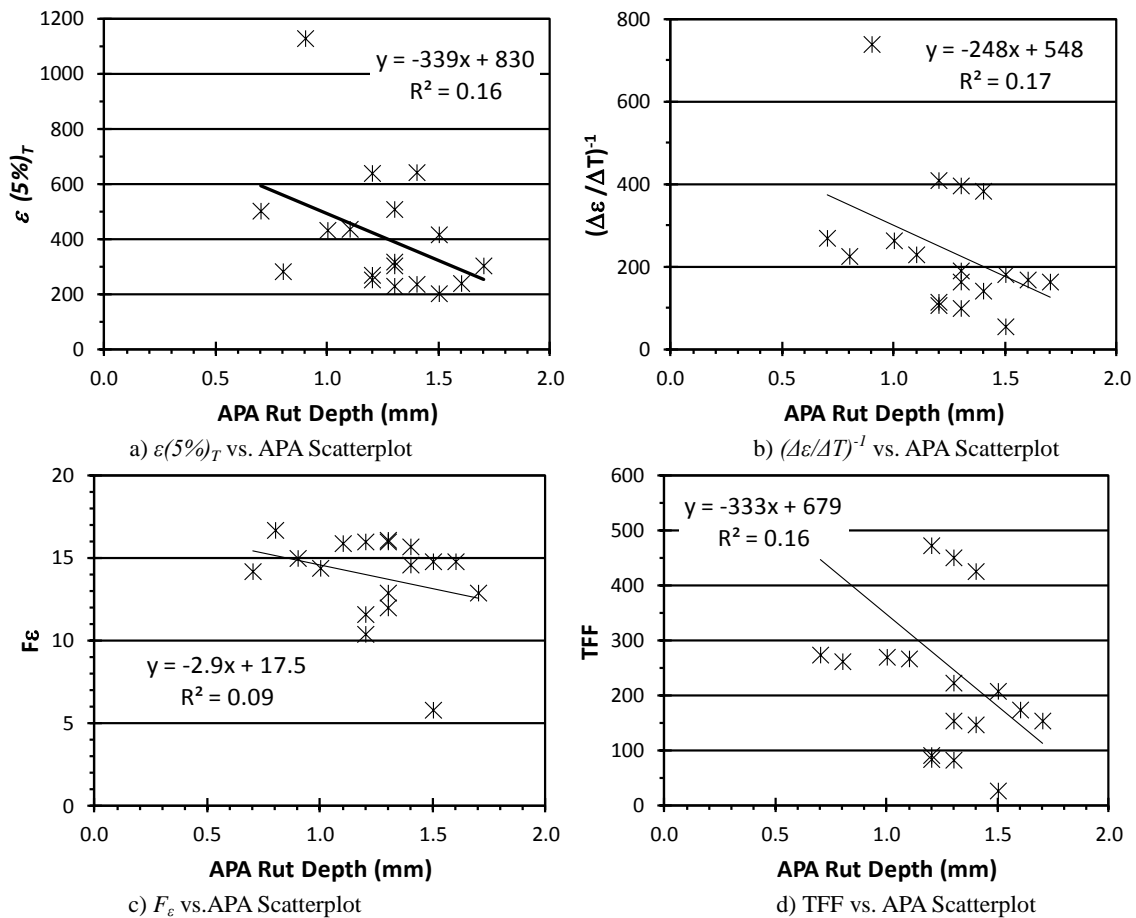 1200
1000
800
600
400
200
0
0.0 0.5 1.0 1.5 2.0
ε (5%)T
y = -339x + 830
R² = 0.16
APA Rut Depth (mm)
a) ε(5%)T vs. APA Scatterplot
800
600
400
200
0
0.0 0.5 1.0 1.5 2.0
(Δε /ΔT)-1
y = -248x + 548
R² = 0.17
APA Rut Depth (mm)
b) (Δε/ΔT)-1 vs. APA Scatterplot
20
15
10
5
0
0.0 0.5 1.0 1.5 2.0
Fε
y = -2.9x + 17.5
R² = 0.09
APA Rut Depth (mm)
c) Fε vs.APA Scatterplot
600
500
400
300
200
100
0
0.0 0.5 1.0 1.5 2.0
TFF
y = -333x + 679
R² = 0.16
APA Rut Depth (mm)
d) TFF vs. APA Scatterplot